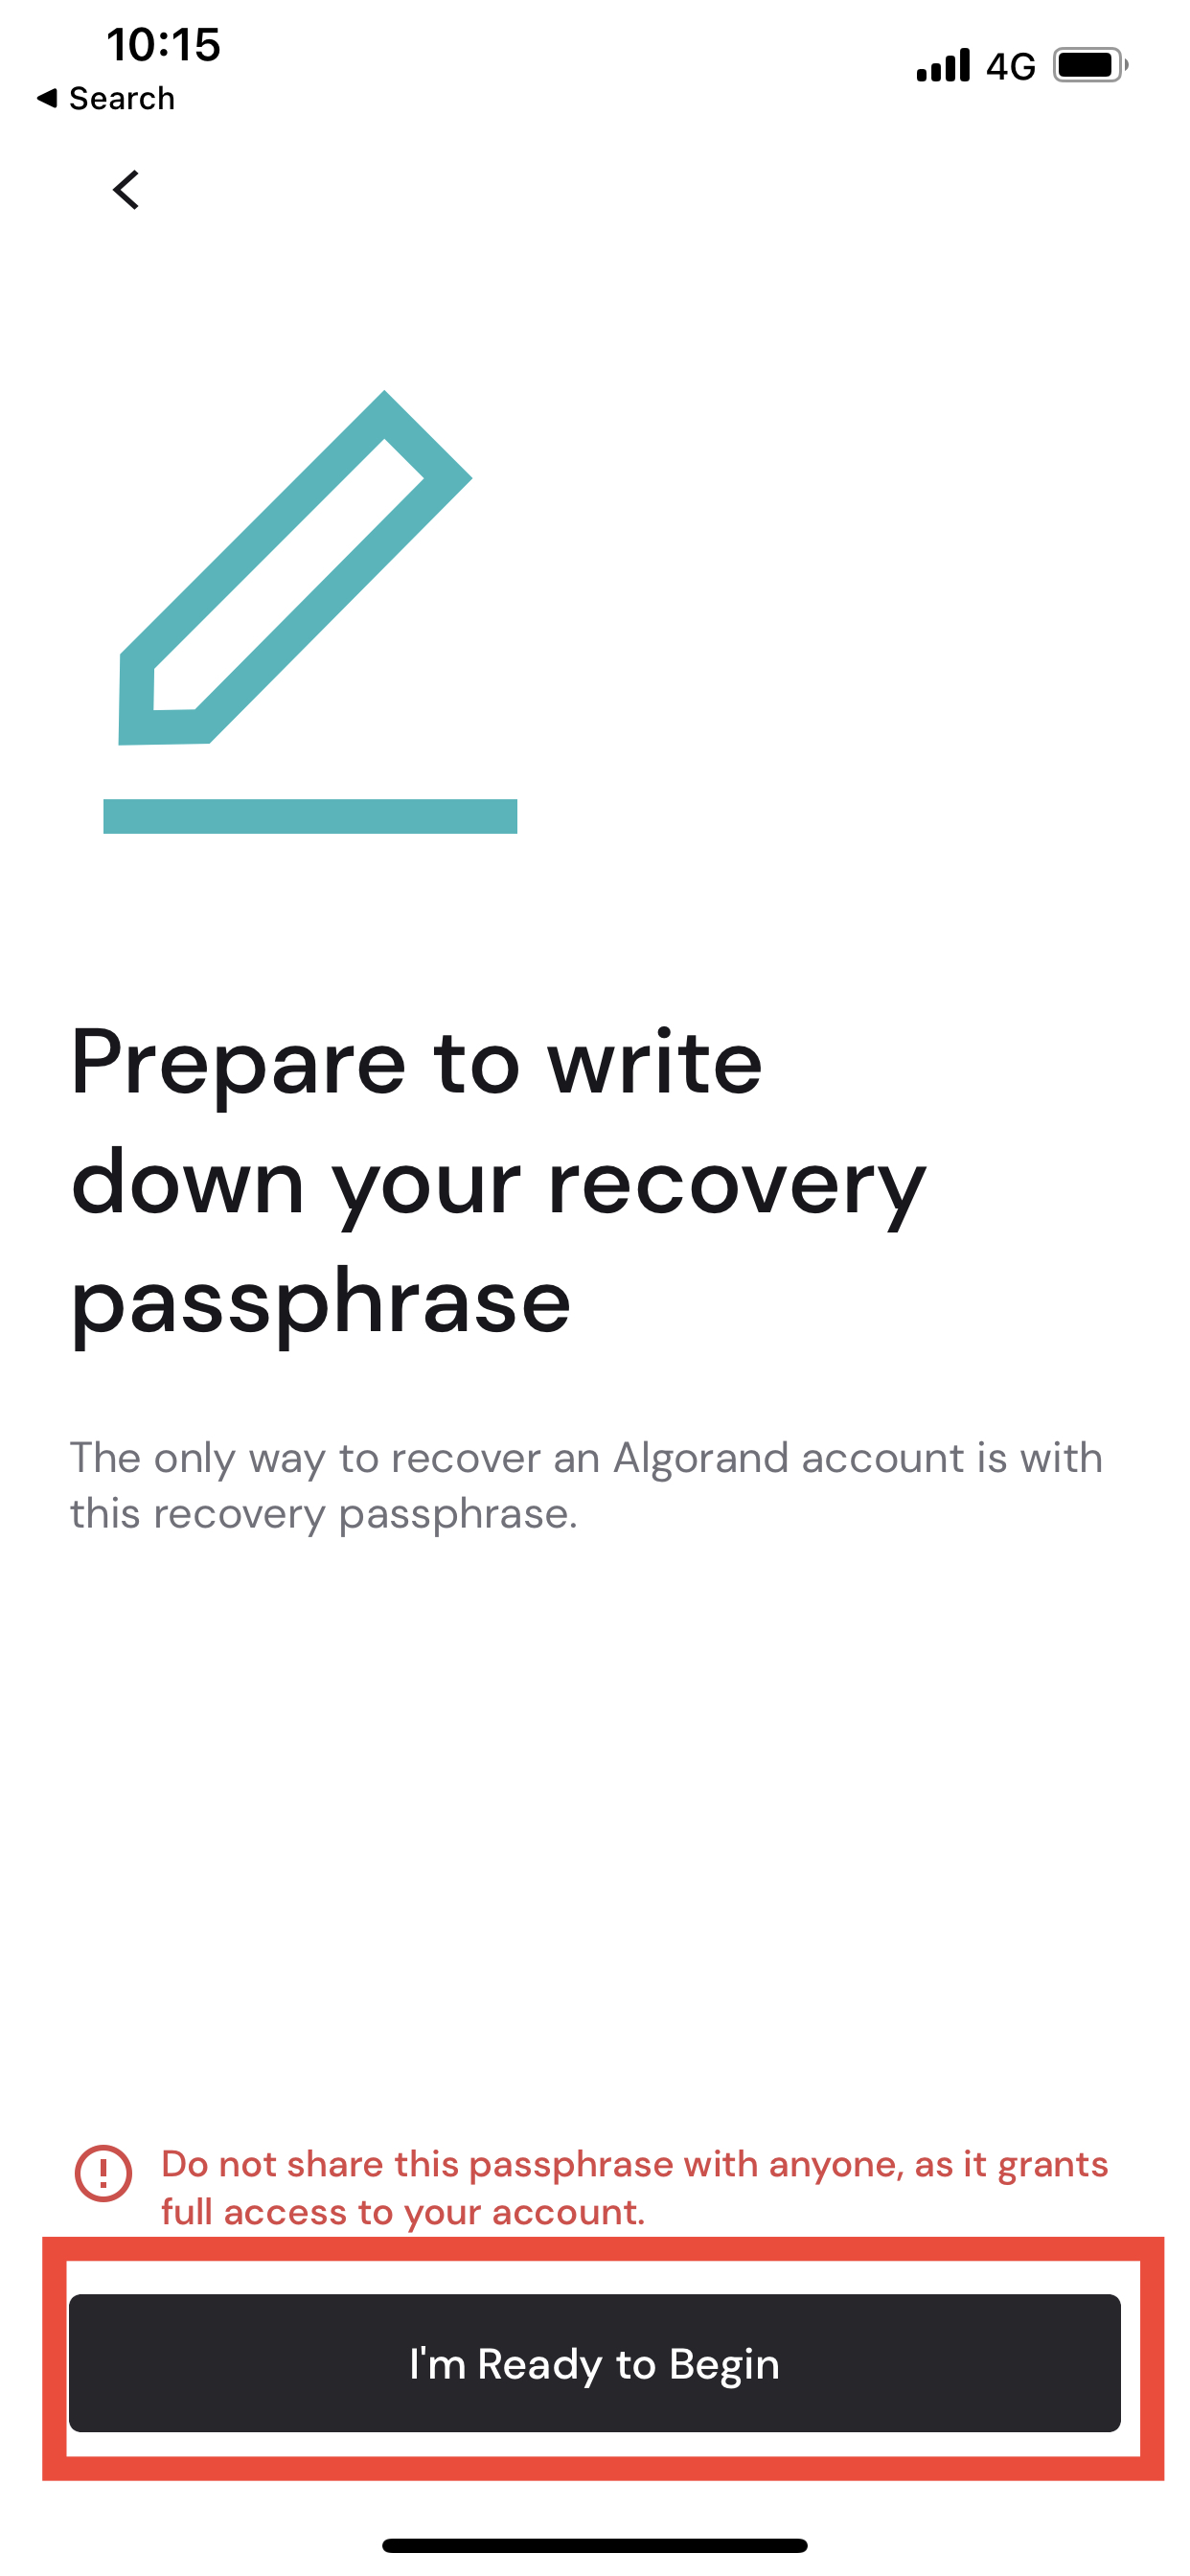 10:15
4G
Search
Prepare to write
down your recovery
passphrase
The only way to recover an Algorand account is with
this recovery passphrase.
Do not share this passphrase with anyone, as it grants
full access to your account.
I'm Ready to Begin